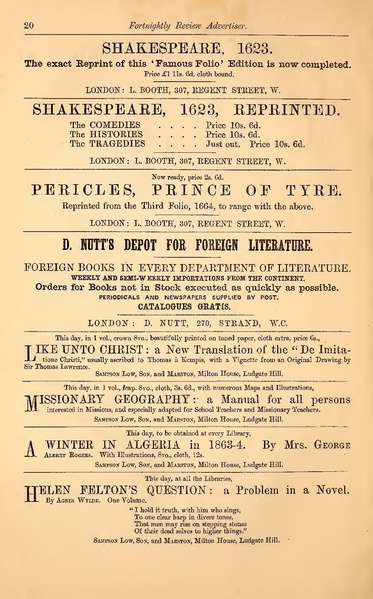 20 Fortnightly Review Advertiser.
SHAKESPEARE, 1623.
The exact Reprint of this 'Famous Folio' Edition is now completed.
Price £1 11s. 6d. cloth bound.
LONDON: L. BOOTH, 307, REGENT STREET, W.
SHAKESPEARE, 1623, REPRINTED.
The COMEDIES . . . . Price 10s. 6d.
The HISTORIES . . . . Price 10s. 6d.
The TRAGEDIES . . . . Just out. Price 10s. 6d.
LONDON: L. BOOTH, 307, REGENT STREET, W.
Now ready, price 2s. 6d.
PERICLES, PRINCE OF TYRE.
Reprinted from the Third Folio, 1664, to range with the above.
LONDON: L. BOOTH, 307, REGENT STREET, W.
D. NUTT'S DEPOT FOR FOREIGN LITERATURE.
FOREIGN BOOKS IN EVERY DEPARTMENT OF LITERATURE.
WEEKLY AND SEMI-WEEKLY IMPORTATIONS FROM THE CONTINENT.
Orders for Books not in Stock executed as quickly as possible.
PERIODICALS AND NEWSPAPERS SUPPLIED BY POST.
CATALOGUES GRATIS.
LONDON: D. NUTT, 270, STRAND, W.C.
This day, in 1 vol., crown 8vo., beautifully printed on toned paper, cloth extra, price 6s.,
LIKE UNTO CHRIST: a New Translation of the "De Imita-
tione Christi," usually ascribed to Thomas à Kempis, with a Vignette from an Original Drawing by
Sir Thomas Lawrence.
SAMPSON LOW, SON, and MARSTON, Milton House, Ludgate Hill.
This day, in 1 vol., fcap. 8vo., cloth, 3s. 6d., with numerous Maps and Illustrations,
MISSIONARY GEOGRAPHY: a Manual for all persons
interested in Missions, and especially adapted for School Teachers and Missionary Teachers.
SAMPSON LOW, SON, and MARSTON, Milton House, Ludgate Hill.
This day, to be obtained at every Library,
A WINTER IN ALGERIA in 1863-4. By Mrs. GEORGE
ALBERT ROGERS. With Illustrations, 8vo., cloth, 12s.
SAMPSON LOW, SON, and MARSTON, Milton House, Ludgate Hill.
This day, at all the Libraries,
HELEN FELTON'S QUESTION: a Problem in a Novel.
By AGNES WYLDE. One Volume.
"I hold it truth, with him who sings,
To one clear harp in divers tones,
That men may rise on stepping stones
Of their dead selves to higher things."
SAMPSON LOW, SON, and MARSTON, Milton House, Ludgate Hill.